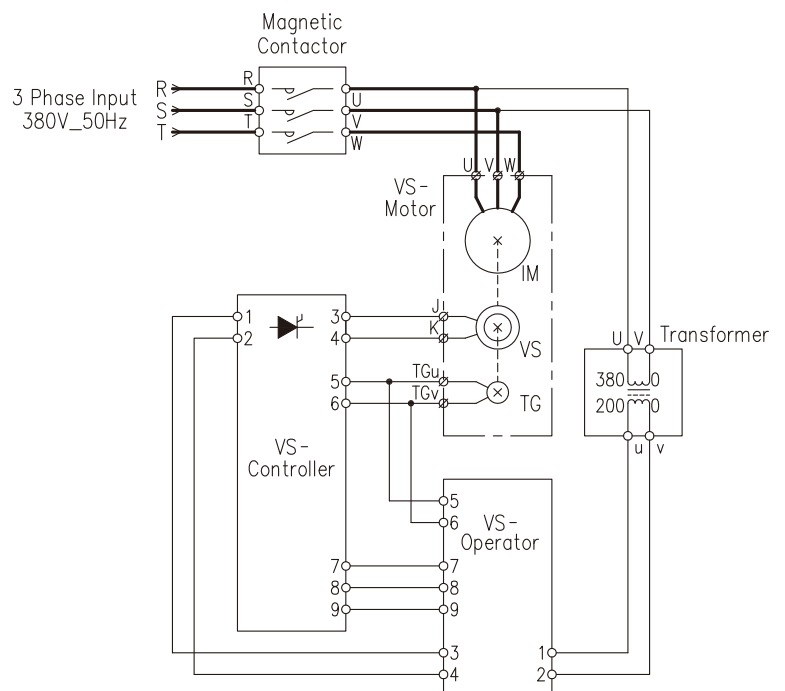 Magnetic
Contactor
3 Phase Input
380V_50Hz
R
S
T
R
S
T
U
V
W
U V W
VS-
Motor
IM
J
K
VS
TGu
TGv
TG
1
2
3
4
5
6
VS-
Controller
7
8
9
U V Transformer
380 0
200 0
u v
5
6
VS-
Operator
7
8
9
3
4
1
2